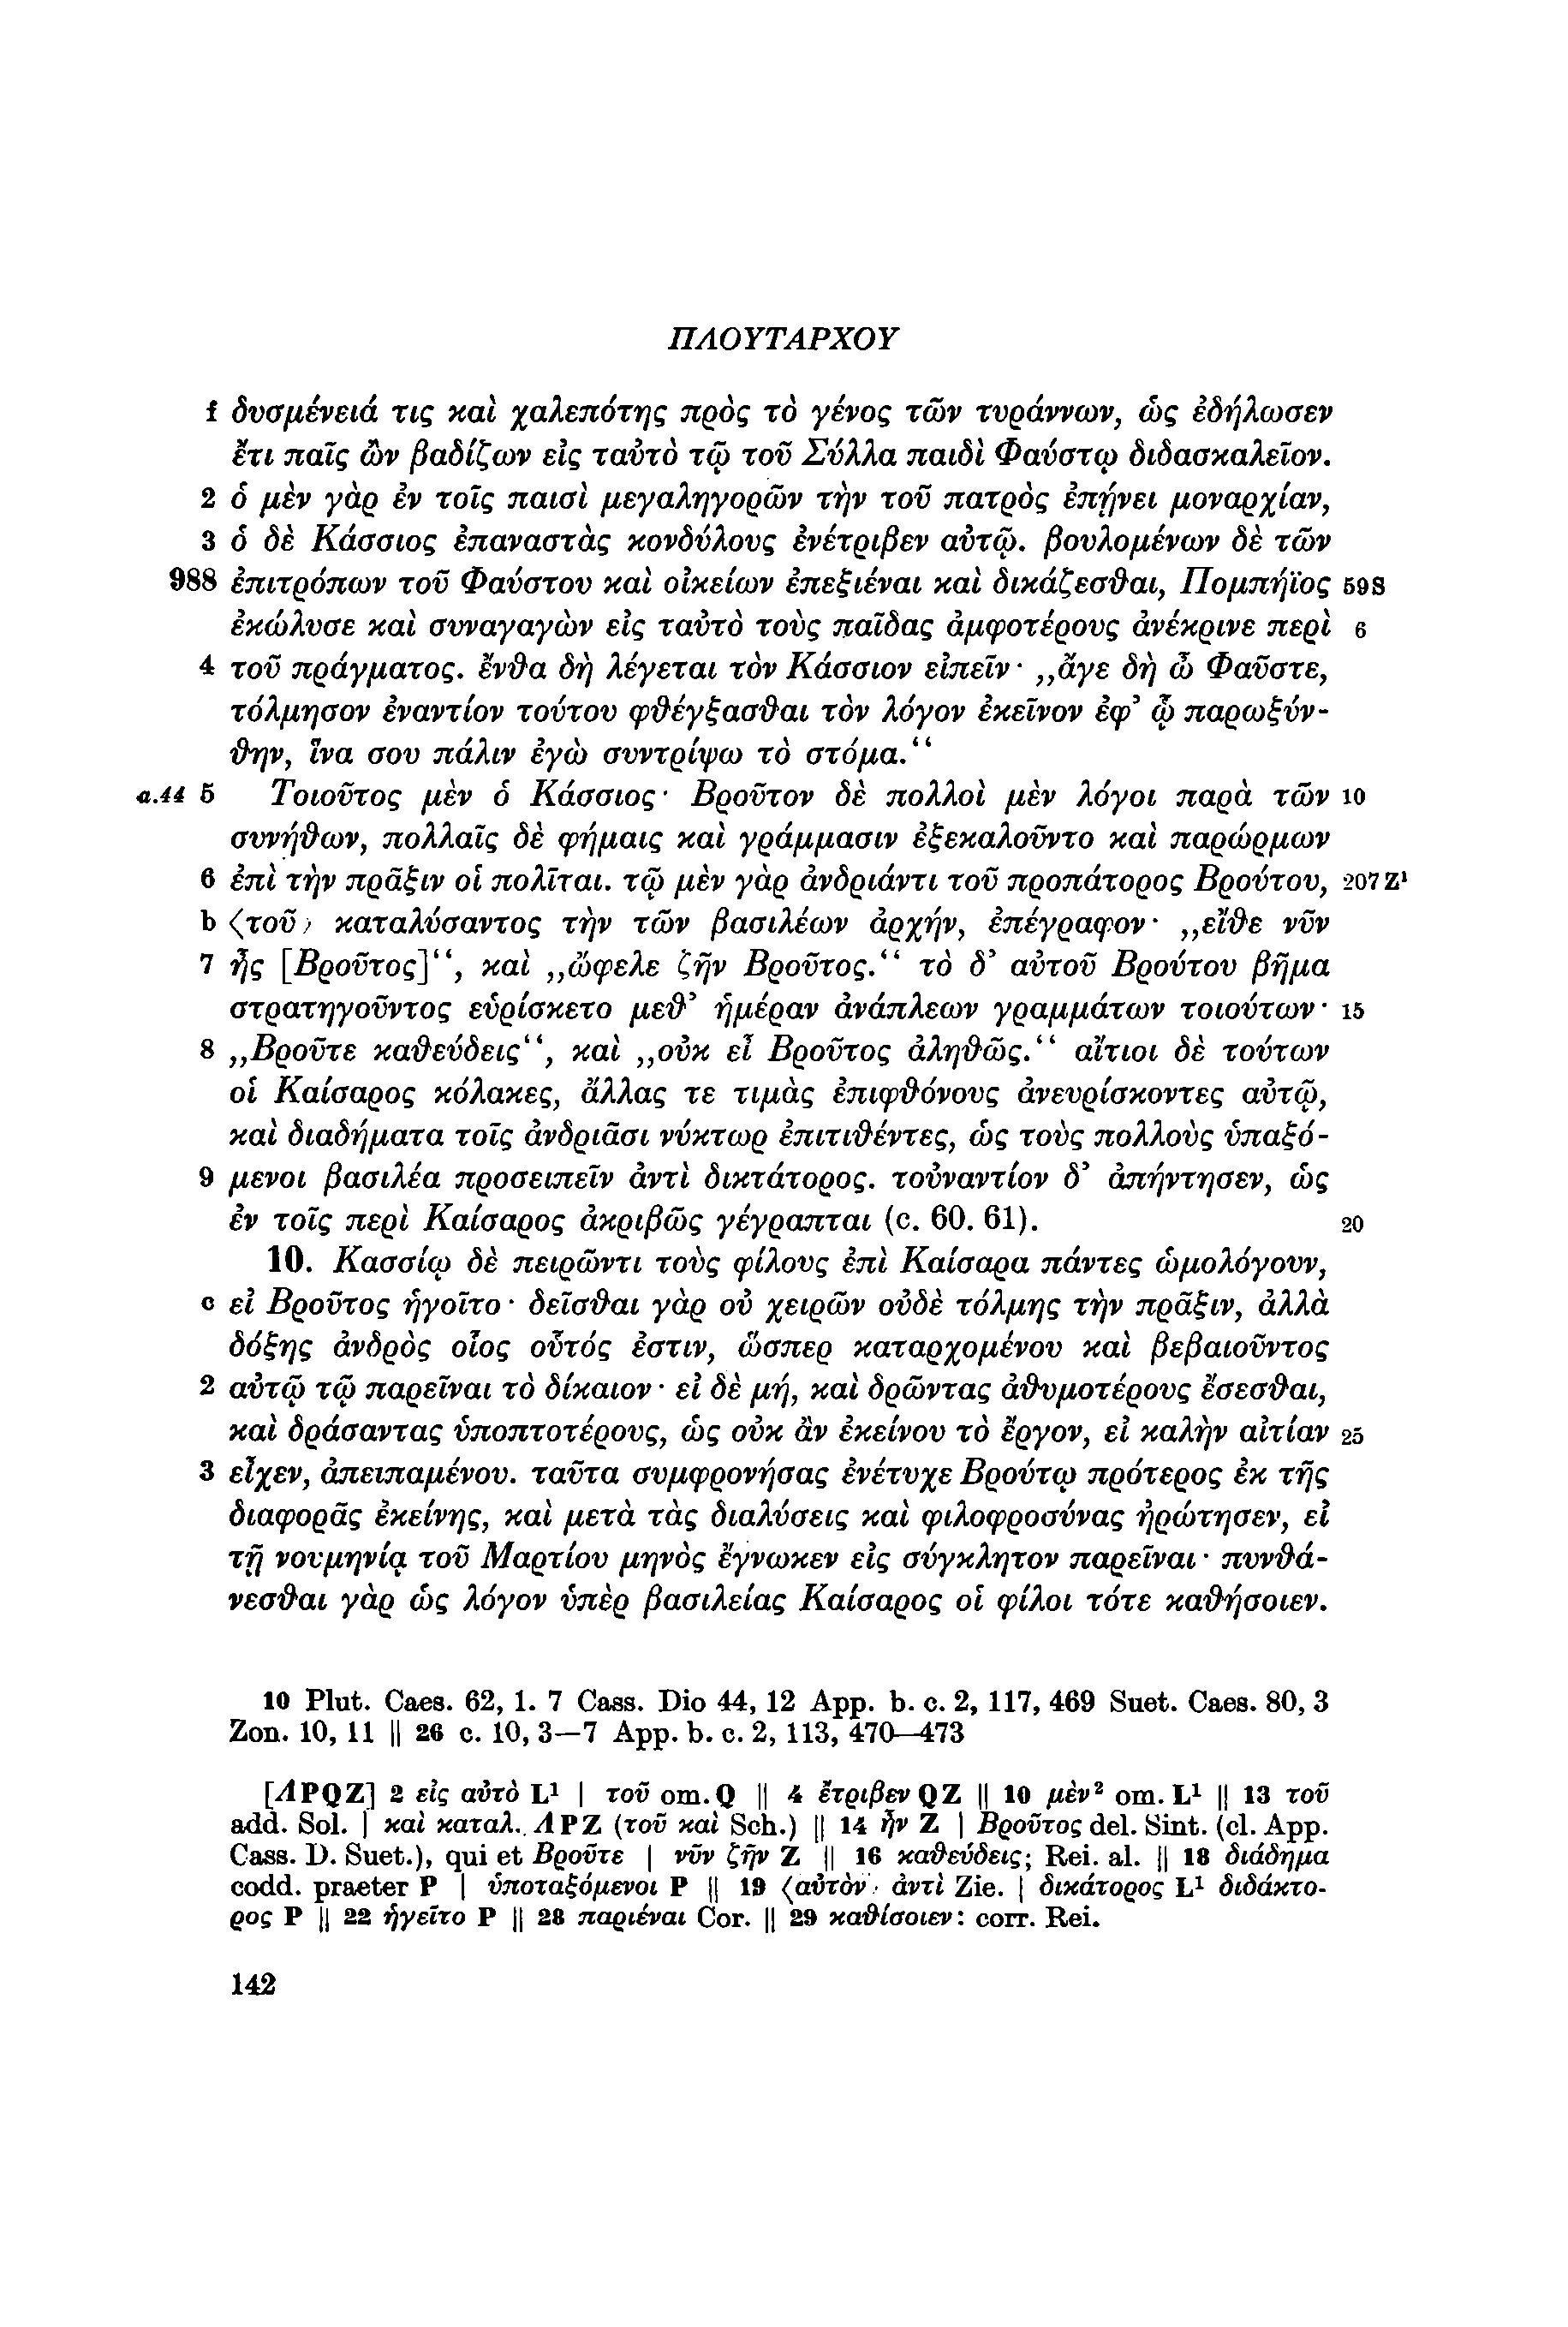 ΠΛΟΥΤΑΡΧΟΥ
f δυσμένειά τις καὶ χαλεπότης πρὸς τὸ γένος τῶν τυράννων, ὡς ἐδήλωσεν
ἔτι παῖς ὢν βαδίζων εἰς ταὐτὸ τῷ τοῦ Σύλλα παιδὶ Φαύστῳ διδασκαλεῖον.
2 ὁ μὲν γὰρ ἐν τοῖς παισὶ μεγαληγορῶν τὴν τοῦ πατρὸς ἐπῄνει μοναρχίαν,
3 ὁ δὲ Κάσσιος ἐπαναστὰς κονδύλους ἐνέτριβεν αὐτῷ. βουλομένων δὲ τῶν
988 ἐπιτρόπων τοῦ Φαύστου καὶ οἰκείων ἐπεξιέναι καὶ δικάζεσθαι, Πομπήϊος 59S
ἐκώλυσε καὶ συναγαγὼν εἰς ταὐτὸ τοὺς παῖδας ἀμφοτέρους ἀνέκρινε περὶ 6
4 τοῦ πράγματος. ἔνθα δὴ λέγεται τὸν Κάσσιον εἰπεῖν· „ἄγε δὴ ὦ Φαῦστε,
τόλμησον ἐναντίον τούτου φθέγξασθαι τὸν λόγον ἐκεῖνον ἐφ’ ᾧ παρωξύν-
θην, ἵνα σου πάλιν ἐγὼ συντρίψω τὸ στόμα.“
a.44 5 Τοιοῦτος μὲν ὁ Κάσσιος· Βροῦτον δὲ πολλοὶ μὲν λόγοι παρὰ τῶν 10
συνήθων, πολλαῖς δὲ φήμαις καὶ γράμμασιν ἐξεκαλοῦντο καὶ παρώρμων
6 ἐπὶ τὴν πρᾶξιν οἱ πολῖται. τῷ μὲν γὰρ ἀνδριάντι τοῦ προπάτορος Βρούτου, 207 Z¹
b ⟨τοῦ⟩ καταλύσαντος τὴν τῶν βασιλέων ἀρχήν, ἐπέγραφον· „εἴθε νῦν
7 ἦς [Βροῦτος]“, καὶ „ὤφελε ζῆν Βροῦτος.“ τὸ δ’ αὐτοῦ Βρούτου βῆμα
στρατηγοῦντος εὑρίσκετο μεθ’ ἡμέραν ἀνάπλεων γραμμάτων τοιούτων· 15
8 „Βροῦτε καθεύδεις“, καὶ „οὐκ εἶ Βροῦτος ἀληθῶς.“ αἴτιοι δὲ τούτων
οἱ Καίσαρος κόλακες, ἄλλας τε τιμὰς ἐπιφθόνους ἀνευρίσκοντες αὐτῷ,
καὶ διαδήματα τοῖς ἀνδριᾶσι νύκτωρ ἐπιτιθέντες, ὡς τοὺς πολλοὺς ὑπαξό-
9 μενοι βασιλέα προσειπεῖν ἀντὶ δικτάτορος. τοὐναντίον δ’ ἀπήντησεν, ὡς
ἐν τοῖς περὶ Καίσαρος ἀκριβῶς γέγραπται (c. 60. 61). 20
10. Κασσίῳ δὲ πειρῶντι τοὺς φίλους ἐπὶ Καίσαρα πάντες ὡμολόγουν,
c εἰ Βροῦτος ἡγοῖτο· δεῖσθαι γὰρ οὐ χειρῶν οὐδὲ τόλμης τὴν πρᾶξιν, ἀλλὰ
δόξης ἀνδρὸς οἷος οὗτός ἐστιν, ὥσπερ καταρχομένου καὶ βεβαιοῦντος
2 αὐτῷ τῷ παρεῖναι τὸ δίκαιον· εἰ δὲ μή, καὶ δρῶντας ἀθυμοτέρους ἔσεσθαι,
καὶ δράσαντας ὑποπτοτέρους, ὡς οὐκ ἂν ἐκείνου τὸ ἔργον, εἰ καλὴν αἰτίαν 25
3 εἶχεν, ἀπειπαμένου. ταῦτα συμφρονήσας ἐνέτυχε Βρούτῳ πρότερος ἐκ τῆς
διαφορᾶς ἐκείνης, καὶ μετὰ τὰς διαλύσεις καὶ φιλοφροσύνας ἠρώτησεν, εἰ
τῇ νουμηνίᾳ τοῦ Μαρτίου μηνὸς ἔγνωκεν εἰς σύγκλητον παρεῖναι· πυνθά-
νεσθαι γὰρ ὡς λόγον ὑπὲρ βασιλείας Καίσαρος οἱ φίλοι τότε καθήσοιεν.
10 Plut. Caes. 62, 1. 7 Cass. Dio 44, 12 App. b. c. 2, 117, 469 Suet. Caes. 80, 3
Zon. 10, 11 || 26 c. 10, 3—7 App. b. c. 2, 113, 470—473
[ΛPQZ] 2 εἰς αὐτὸ L¹ | τοῦ om. Q || 4 ἔτριβεν QZ || 10 μὲν² om. L¹ || 13 τοῦ
add. Sol. | καὶ καταλ. ΛPZ (τοῦ καὶ Sch.) || 14 ἦν Z | Βροῦτος del. Sint. (cl. App.
Cass. D. Suet.), qui et Βροῦτε | νῦν ζῆν Z || 16 καθεύδεις; Rei. al. || 18 διάδημα
codd. praeter P | ὑποταξόμενοι P || 19 ⟨αὐτὸν⟩ ἀντὶ Zie. | δικάτορος L¹ διδάκτο-
ρος P || 22 ἡγεῖτο P || 28 παριέναι Cor. || 29 καθίσοιεν: corr. Rei.
142